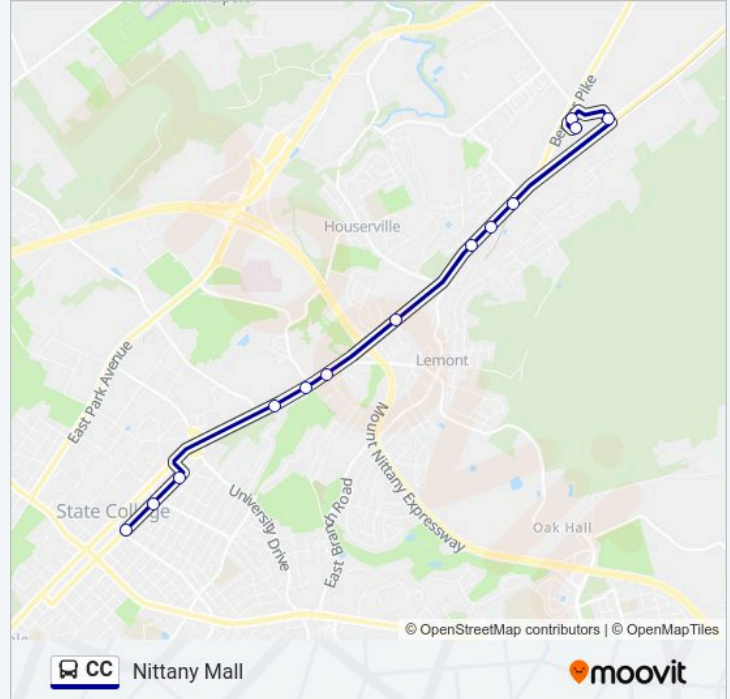 Benner Pike
Houserville
Lemont
East Park Avenue
Mount Nittany Expressway
State College
University Drive
East Branch Road
Oak Hall
© OpenStreetMap contributors | © OpenMapTiles
CC Nittany Mall
moovit